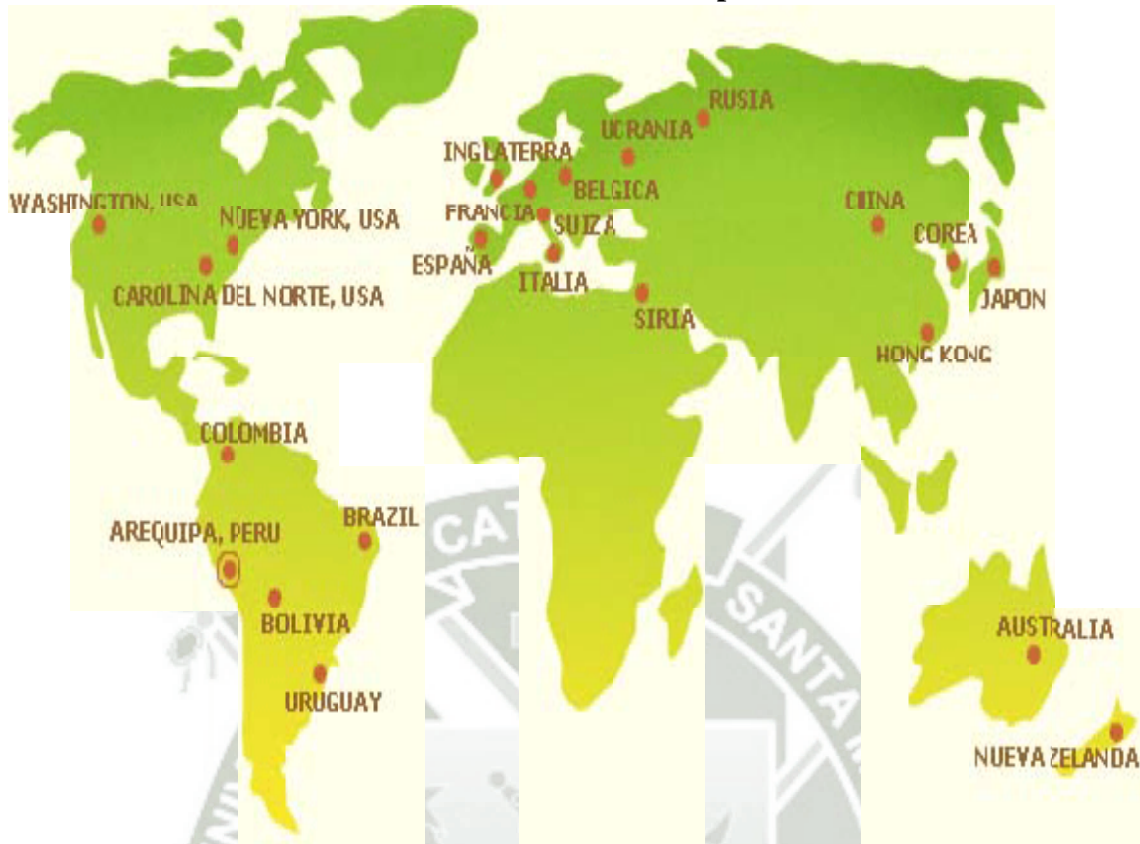 RUSIA
UCRANIA
INGLATERRA
BELGICA
WASHINGTON, USA
NUEVA YORK, USA
FRANCIA
SUIZA
CHINA
COREA
ESPAÑA
ITALIA
CAROLINA DEL NORTE, USA
SIRIA
JAPON
HONG KONG
COLOMBIA
BRAZIL
AREQUIPA, PERU
BOLIVIA
AUSTRALIA
URUGUAY
NUEVA ZELANDA
SANTA